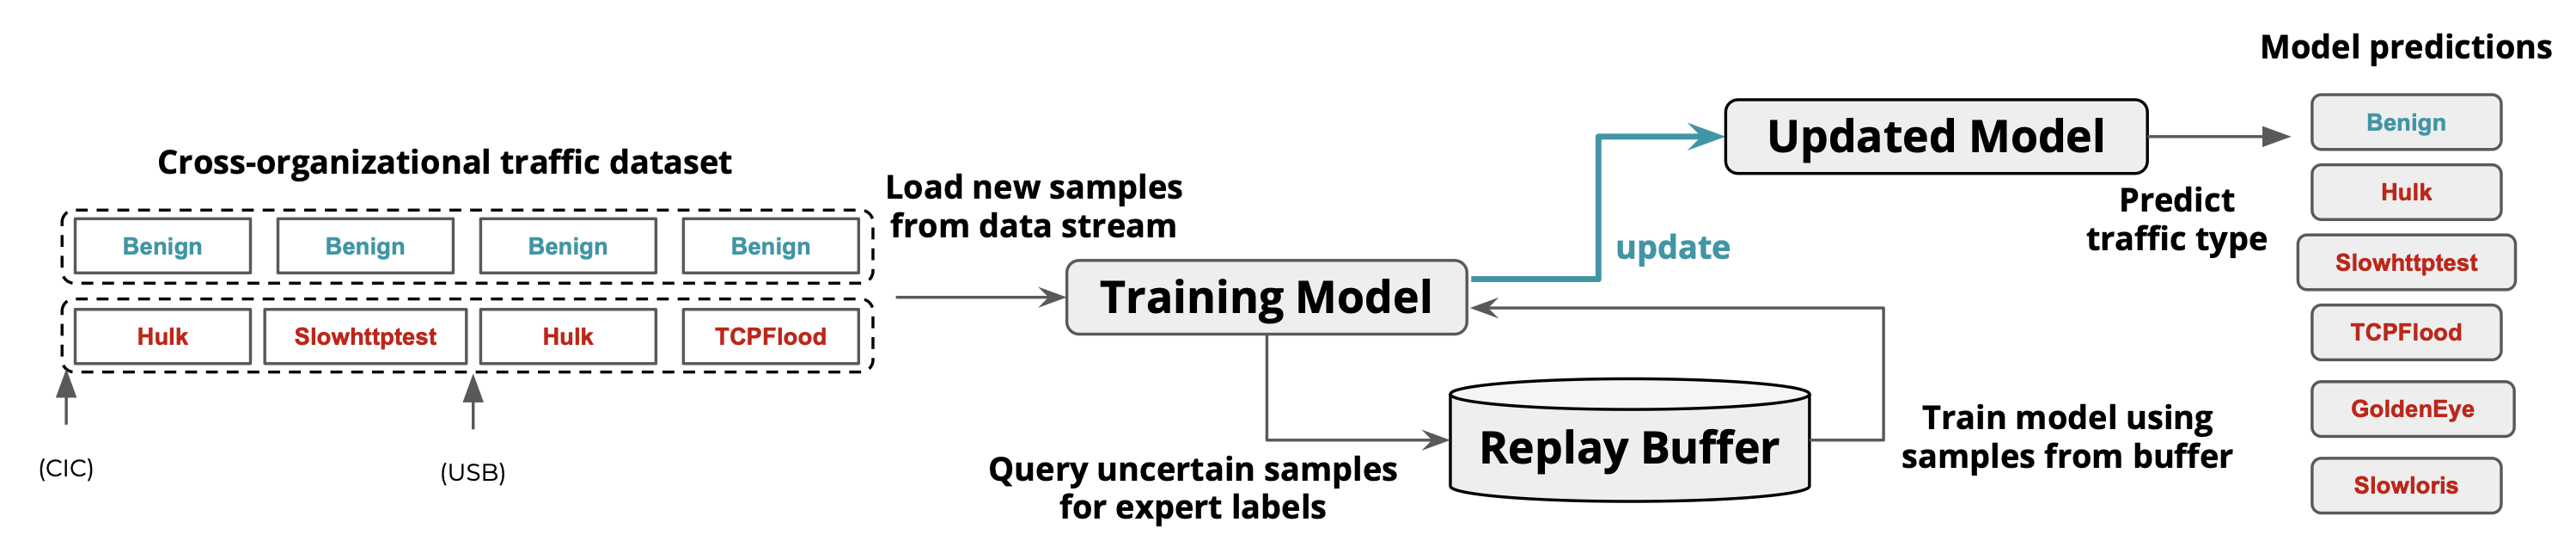 Cross-organizational traffic dataset
Benign
Benign
Benign
Benign
Hulk
Slowhttptest
Hulk
TCPFlood
(CIC)
(USB)
Load new samples
from data stream
Training Model
update
Query uncertain samples
for expert labels
Replay Buffer
Train model using
samples from buffer
Updated Model
Predict
traffic type
Model predictions
Benign
Hulk
Slowhttptest
TCPFlood
GoldenEye
Slowloris